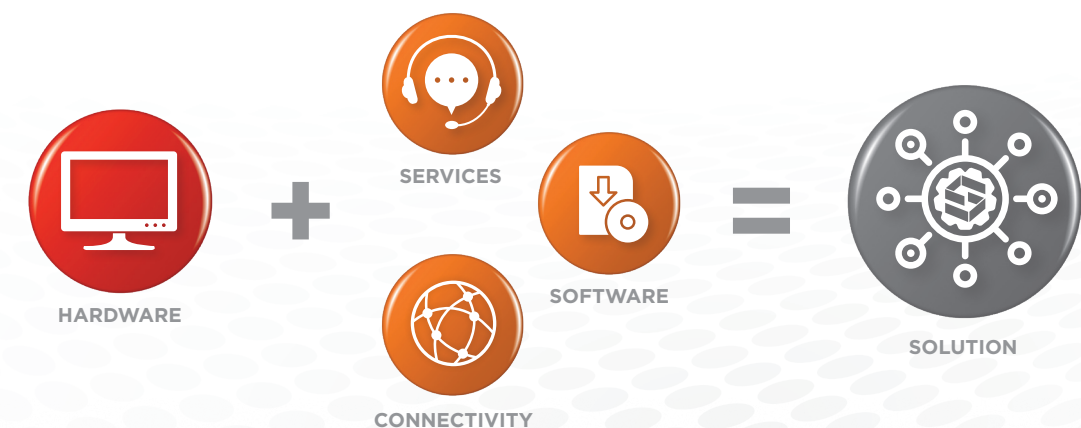 HARDWARE
+
SERVICES
SOFTWARE
CONNECTIVITY
=
SOLUTION